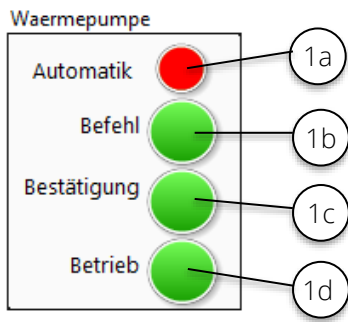 Waermepumpe
Automatik
1a
Befehl
1b
Bestätigung
1c
Betrieb
1d